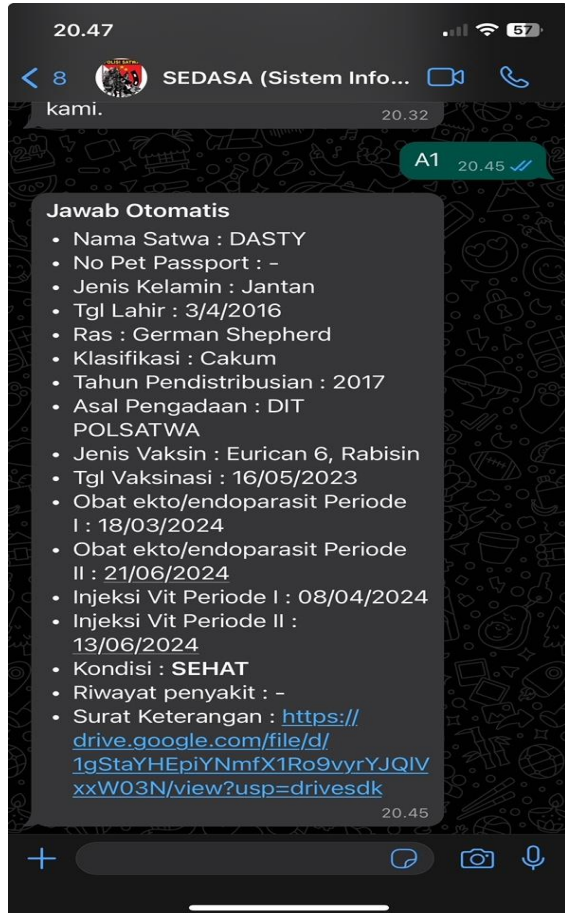 20.47
57
8
SEDASA (Sistem Info...
kami.
20.32
A1
20.45
Jawab Otomatis
• Nama Satwa : DASTY
• No Pet Passport : -
• Jenis Kelamin : Jantan
• Tgl Lahir : 3/4/2016
• Ras : German Shepherd
• Klasifikasi : Cakum
• Tahun Pendistribusian : 2017
• Asal Pengadaan : DIT
POLSATWA
• Jenis Vaksin : Eurican 6, Rabisin
• Tgl Vaksinasi : 16/05/2023
• Obat ekto/endoparasit Periode
I : 18/03/2024
• Obat ekto/endoparasit Periode
II : 21/06/2024
• Injeksi Vit Periode I : 08/04/2024
• Injeksi Vit Periode II :
13/06/2024
• Kondisi : SEHAT
• Riwayat penyakit : -
• Surat Keterangan : https://
drive.google.com/file/d/
1gStaYHEpiYNmfX1Ro9vyrYJQlV
xxW03N/view?usp=drivesdk
20.45